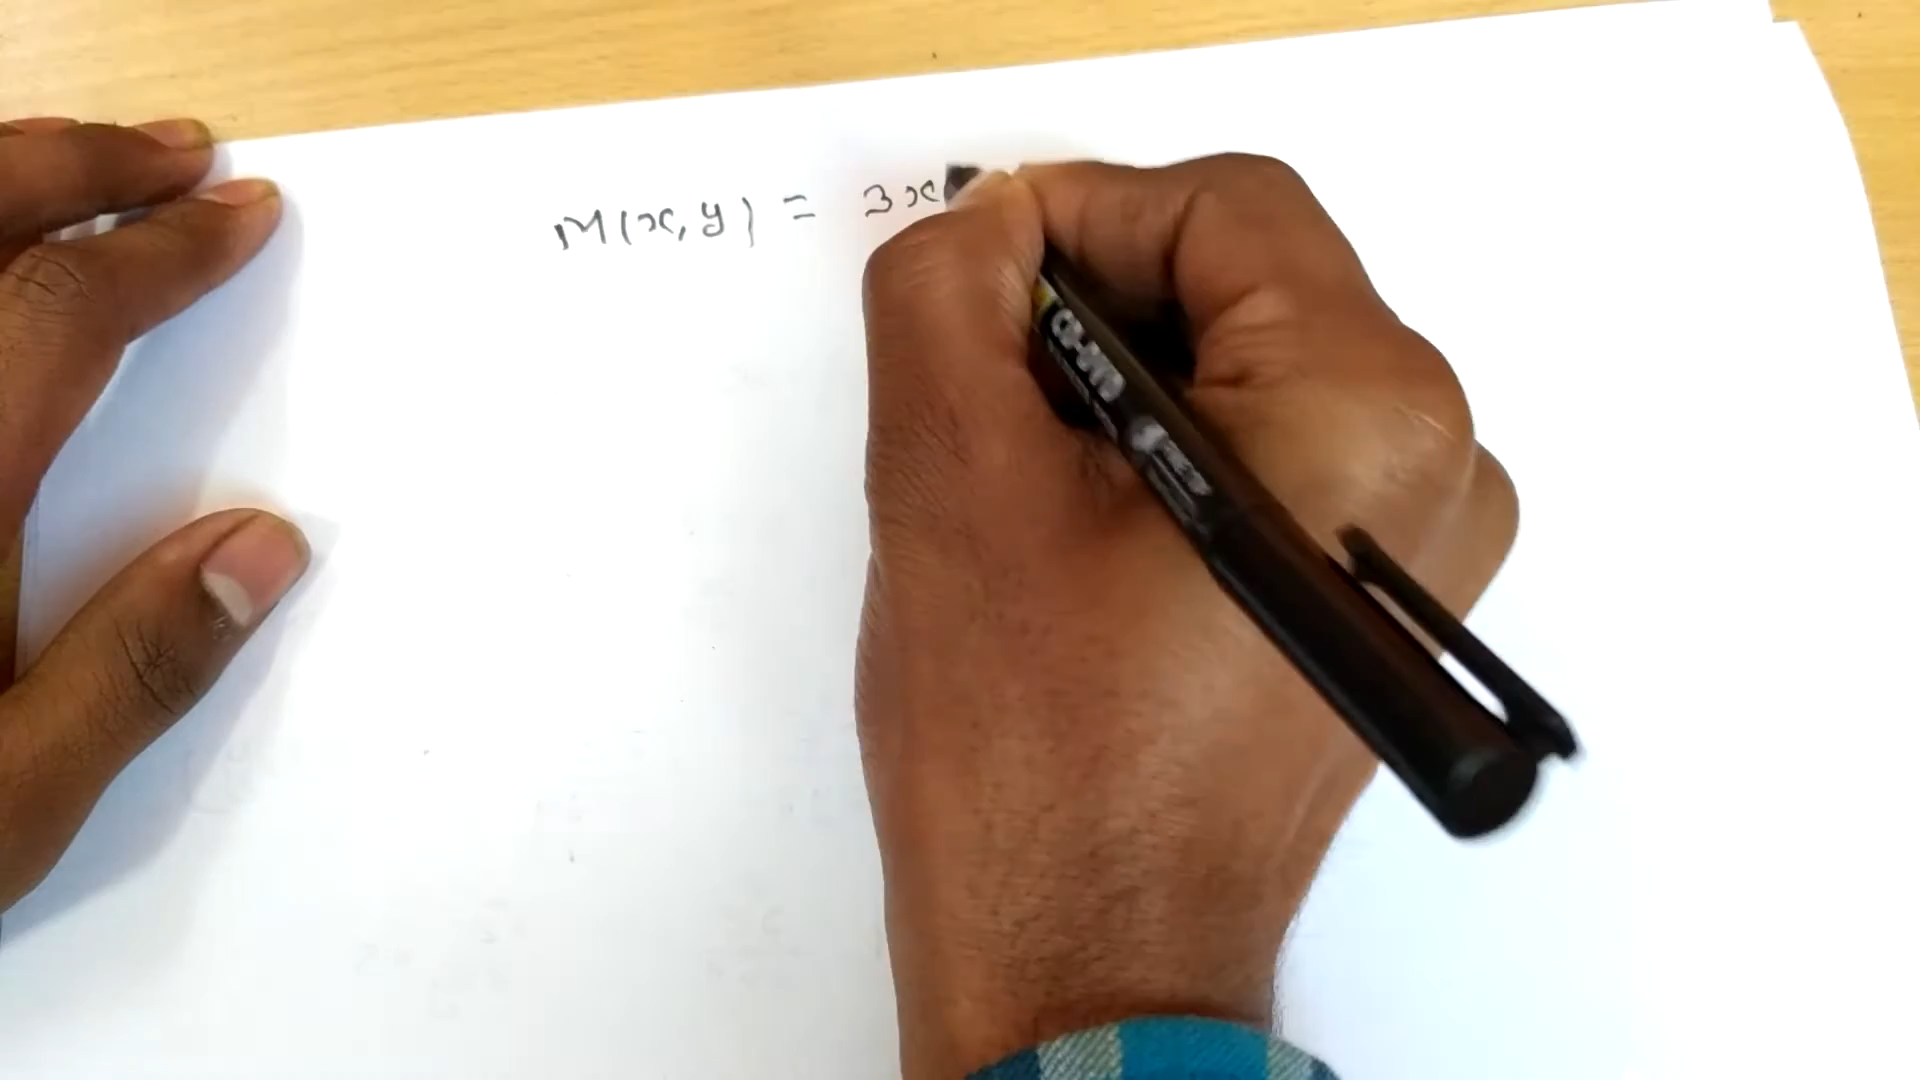 M(x,y) = 3x